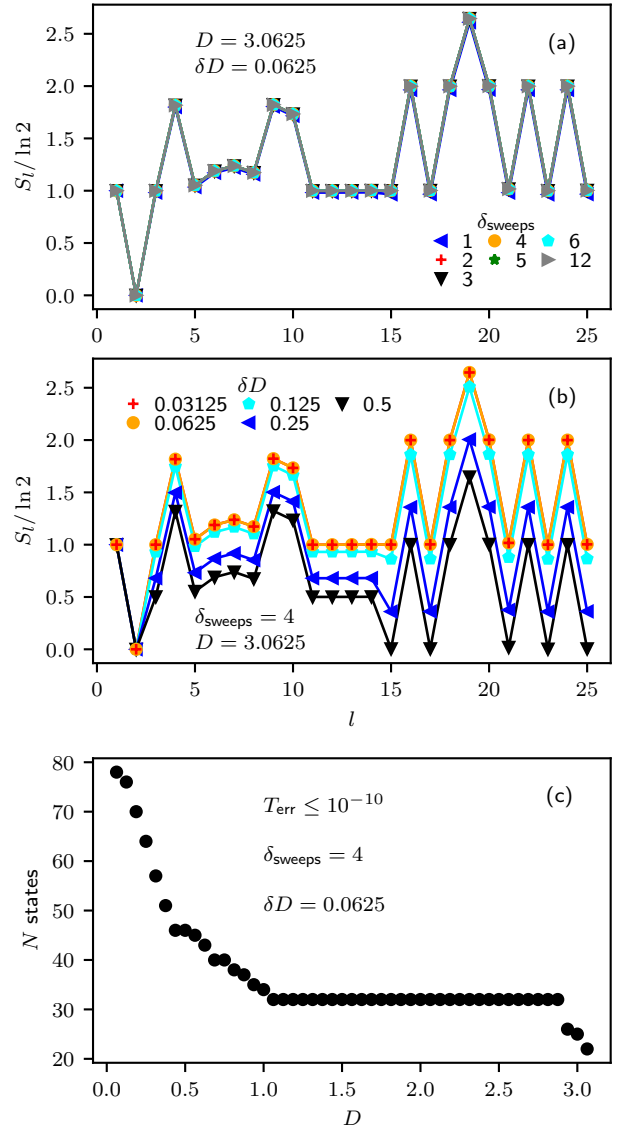 2.5
2.0
1.5
1.0
0.5
0.0
S_l / ln 2
D = 3.0625
δD = 0.0625
(a)
δ_sweeps
1 4 6
2 5 12
3
0 5 10 15 20 25
2.5
2.0
1.5
1.0
0.5
0.0
S_l / ln 2
δD
0.03125 0.125 0.5
0.0625 0.25
(b)
δ_sweeps = 4
D = 3.0625
0 5 10 15 20 25
l
80
70
60
50
40
30
20
N states
T_err ≤ 10^−10
(c)
δ_sweeps = 4
δD = 0.0625
0.0 0.5 1.0 1.5 2.0 2.5 3.0
D